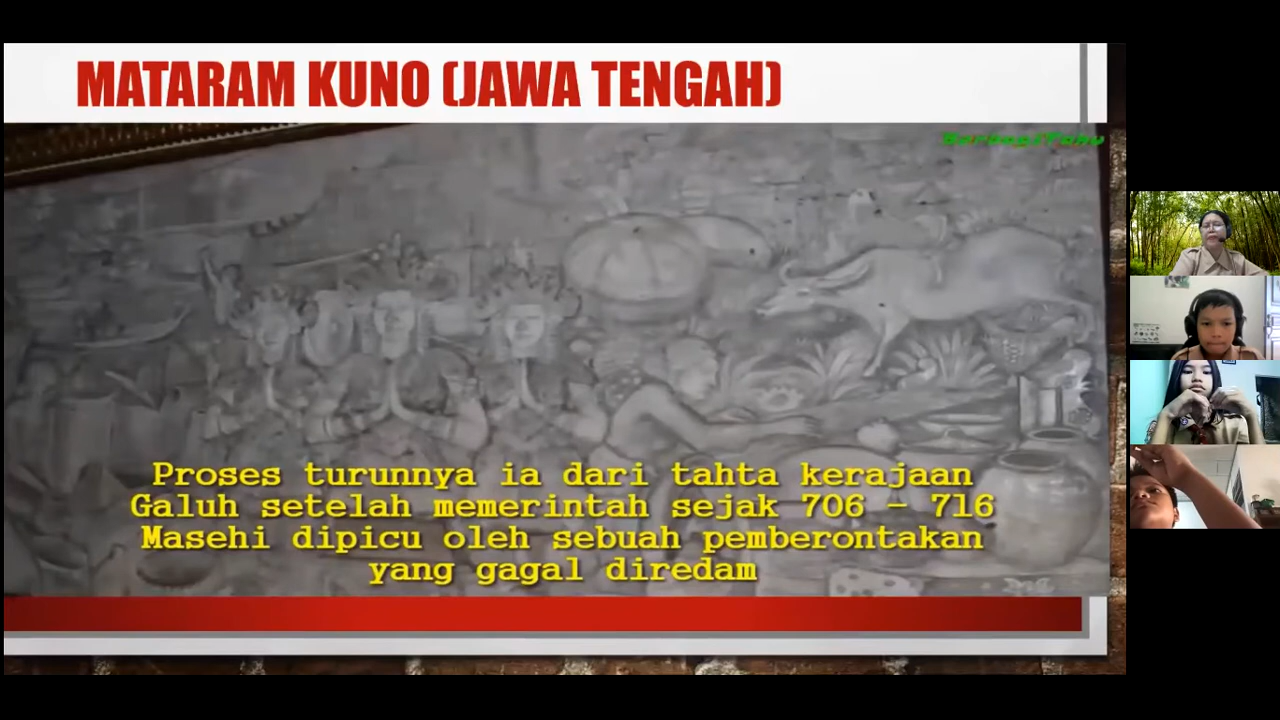 MATARAM KUNO (JAWA TENGAH)
Proses turunnya ia dari tahta kerajaan
Galuh setelah memerintah sejak 706 – 716
Masehi dipicu oleh sebuah pemberontakan
yang gagal diredam